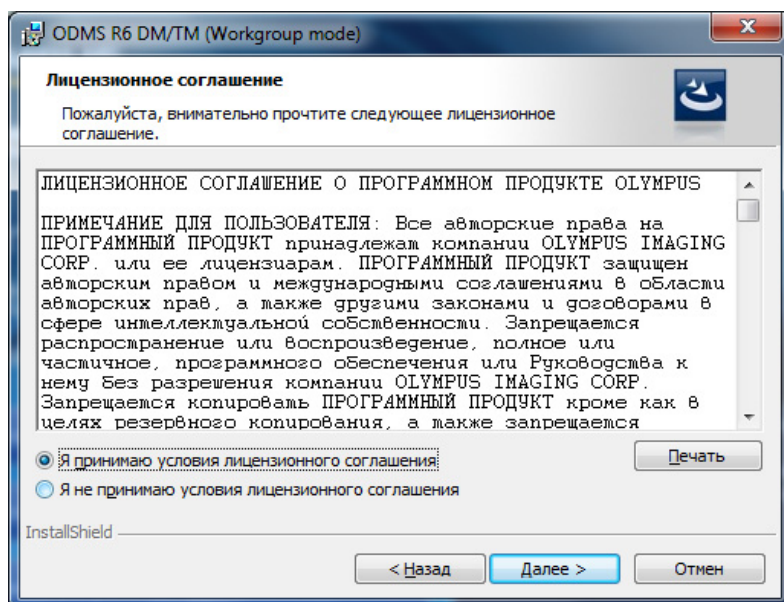 ODMS R6 DM/TM (Workgroup mode)
Лицензионное соглашение
Пожалуйста, внимательно прочтите следующее лицензионное
соглашение.
ЛИЦЕНЗИОННОЕ СОГЛАШЕНИЕ О ПРОГРАММНОМ ПРОДУКТЕ OLYMPUS
ПРИМЕЧАНИЕ ДЛЯ ПОЛЬЗОВАТЕЛЯ: Все авторские права на
ПРОГРАММНЫЙ ПРОДУКТ принадлежат компании OLYMPUS IMAGING
CORP. или ее лицензиарам. ПРОГРАММНЫЙ ПРОДУКТ защищен
авторским правом и международными соглашениями в области
авторских прав, а также другими законами и договорами в
сфере интеллектуальной собственности. Запрещается
распространение или воспроизведение, полное или
частичное, программного обеспечения или Руководства к
нему без разрешения компании OLYMPUS IMAGING CORP.
Запрещается копировать ПРОГРАММНЫЙ ПРОДУКТ кроме как в
целях резервного копирования, а также запрещается
Я принимаю условия лицензионного соглашения
Печать
Я не принимаю условия лицензионного соглашения
InstallShield
< Назад
Далее >
Отмен